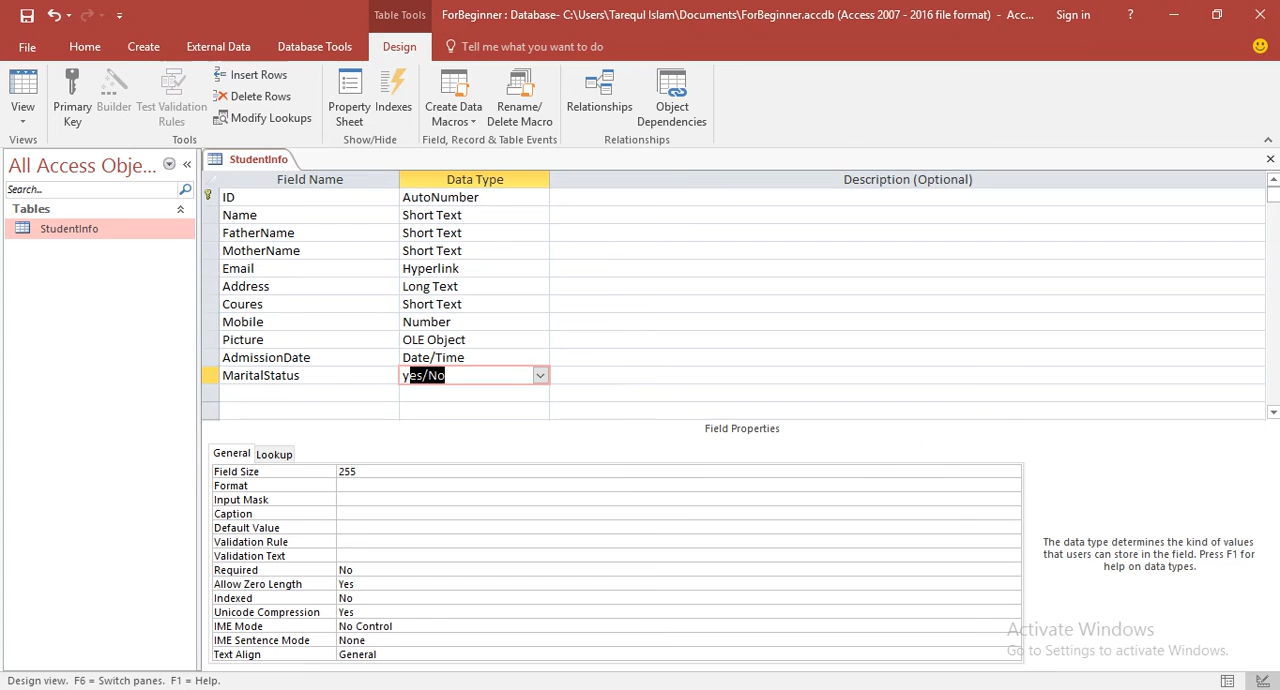 Table Tools
ForBeginner : Database- C:\Users\Tarequl Islam\Documents\ForBeginner.accdb (Access 2007 - 2016 file format) - Acc...
Sign in
?
File
Home
Create
External Data
Database Tools
Design
Tell me what you want to do
View
Primary Key
Builder
Test Validation Rules
Insert Rows
Delete Rows
Modify Lookups
Property Sheet
Indexes
Create Data Macros
Rename/ Delete Macro
Relationships
Object Dependencies
Views
Tools
Show/Hide
Field, Record & Table Events
Relationships
All Access Obje...
Search...
Tables
StudentInfo
StudentInfo
Field Name Data Type Description (Optional)
ID AutoNumber
Name Short Text
FatherName Short Text
MotherName Short Text
Email Hyperlink
Address Long Text
Coures Short Text
Mobile Number
Picture OLE Object
AdmissionDate Date/Time
MaritalStatus yes/No
Field Properties
General Lookup
Field Size 255
Format
Input Mask
Caption
Default Value
Validation Rule
Validation Text
Required No
Allow Zero Length Yes
Indexed No
Unicode Compression Yes
IME Mode No Control
IME Sentence Mode None
Text Align General
The data type determines the kind of values
that users can store in the field. Press F1 for
help on data types.
Activate Windows
Go to Settings to activate Windows.
Design view. F6 = Switch panes. F1 = Help.